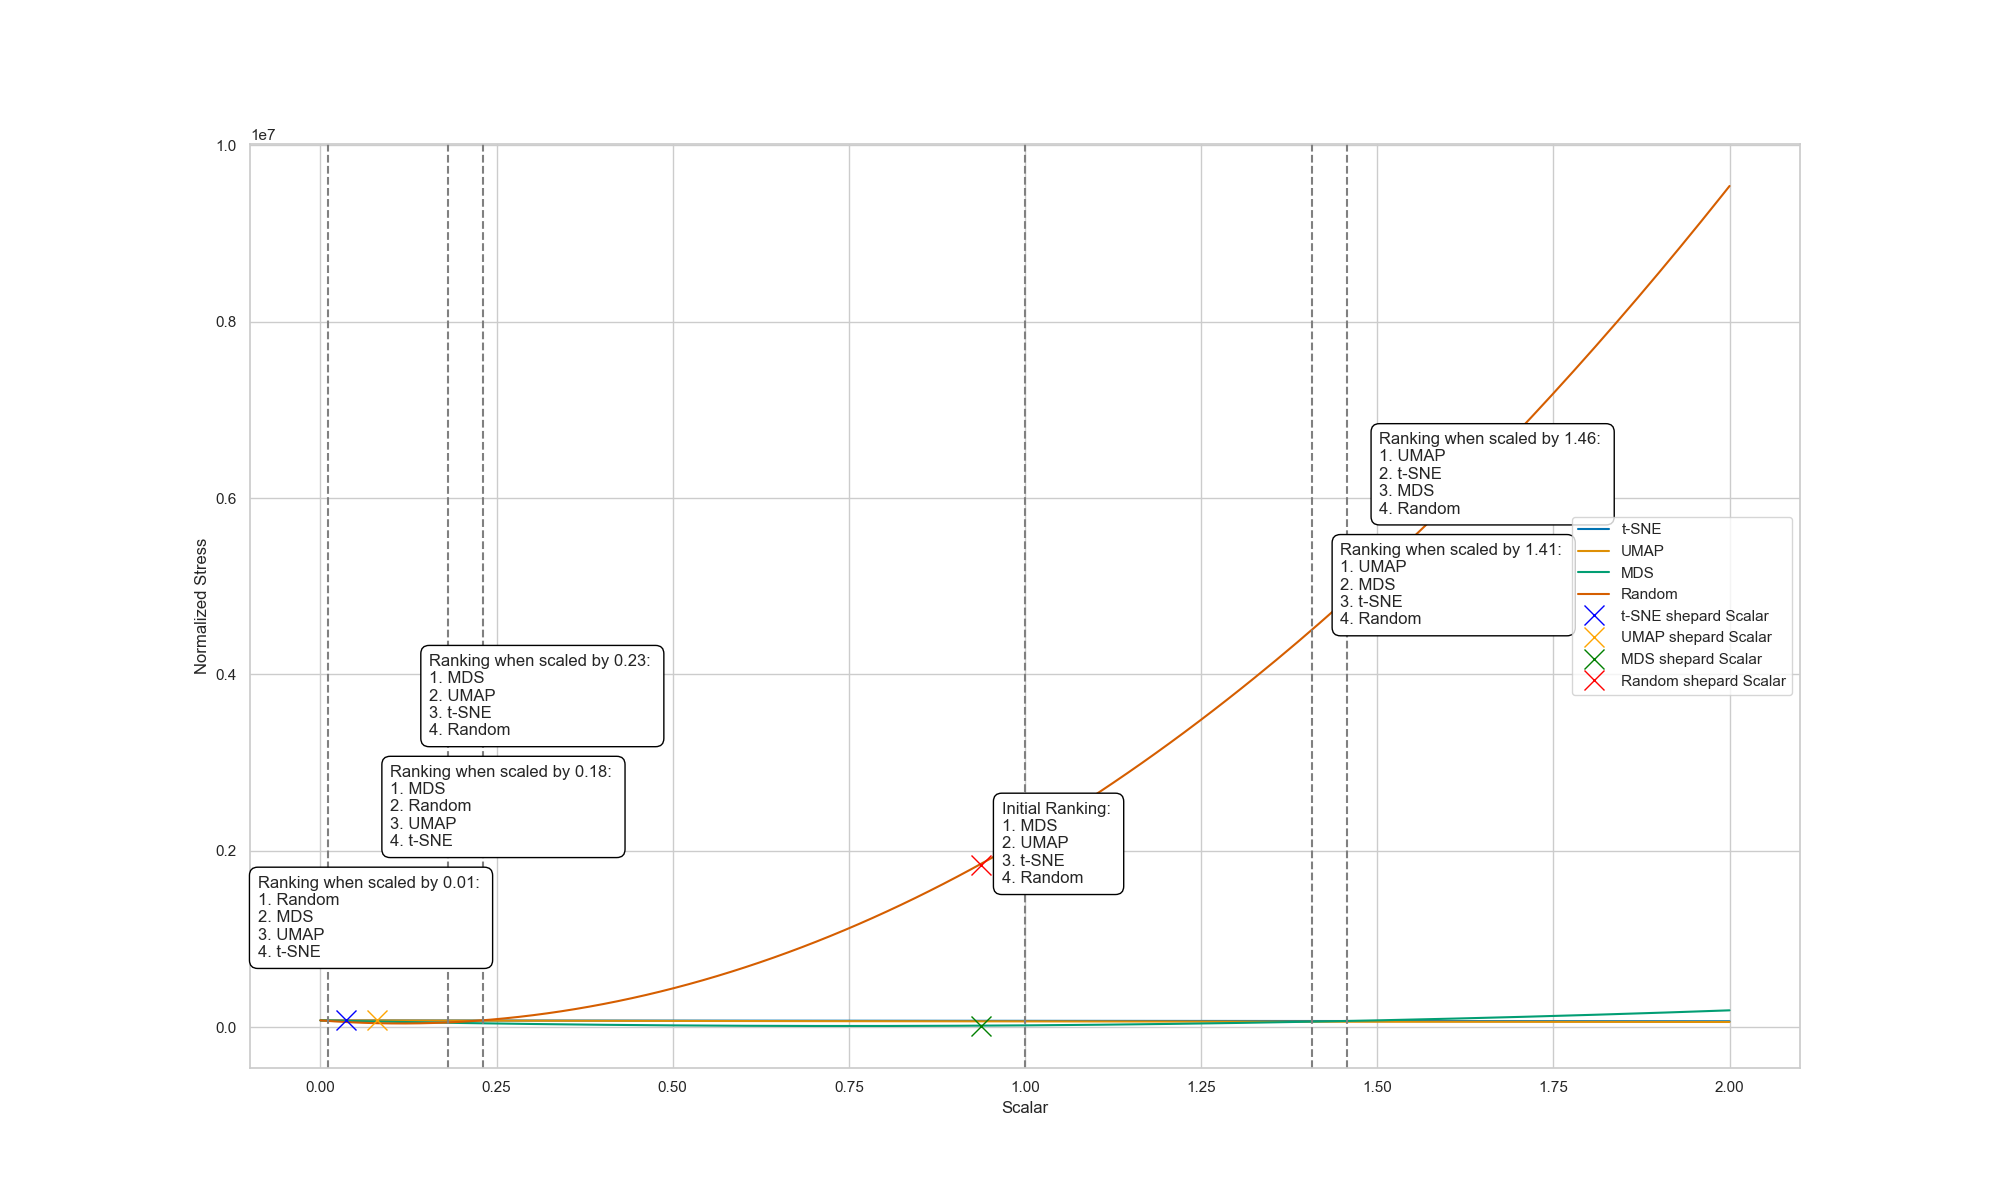 1e7
1.0
0.8
0.6
0.4
0.2
0.0
Normalized Stress
Ranking when scaled by 0.01:
1. Random
2. MDS
3. UMAP
4. t-SNE
Ranking when scaled by 0.18:
1. MDS
2. Random
3. UMAP
4. t-SNE
Ranking when scaled by 0.23:
1. MDS
2. UMAP
3. t-SNE
4. Random
Initial Ranking:
1. MDS
2. UMAP
3. t-SNE
4. Random
Ranking when scaled by 1.41:
1. UMAP
2. MDS
3. t-SNE
4. Random
Ranking when scaled by 1.46:
1. UMAP
2. t-SNE
3. MDS
4. Random
t-SNE
UMAP
MDS
Random
t-SNE shepard Scalar
UMAP shepard Scalar
MDS shepard Scalar
Random shepard Scalar
0.00 0.25 0.50 0.75 1.00 1.25 1.50 1.75 2.00
Scalar